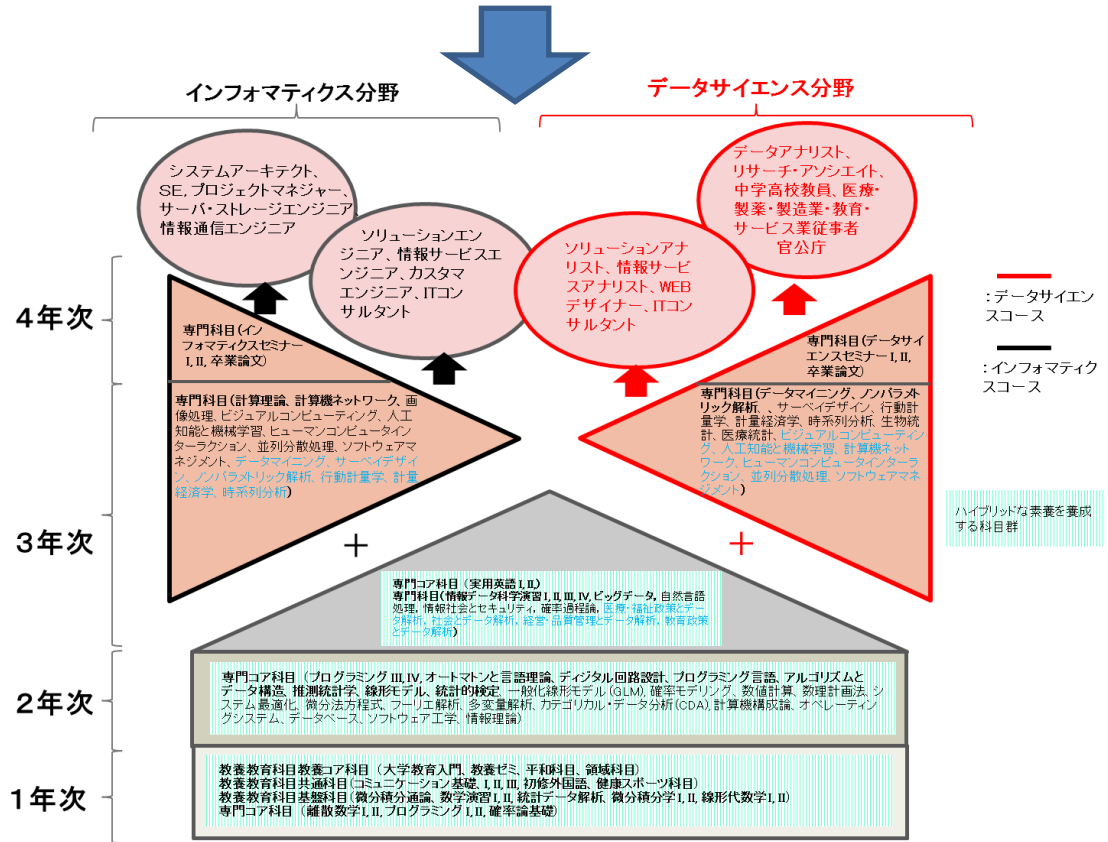 インフォマティクス分野
データサイエンス分野
システムアーキテクト、
SE, プロジェクトマネジャー、
サーバ・ストレージエンジニア、
情報通信エンジニア
ソリューションエン
ジニア、情報サービスエ
ンジニア、カスタマ
エンジニア、ITコン
サルタント
ソリューションアナ
リスト、情報サービ
スアナリスト、WEB
デザイナー、ITコン
サルタント
データアナリスト、
リサーチ・アソシエイト、
中学高校教員、医療・
製薬・製造業・教育・
サービス業従事者
官公庁
4年次
専門科目(イン
フォマティクスセミナー
I, II, 卒業論文)
専門科目(データサイ
エンスセミナーI, II,
卒業論文)
:データサイエン
スコース
:インフォマティク
スコース
専門科目(計算理論、計算機ネットワーク、画
像処理、ビジュアルコンピューティング、人工
知能と機械学習、ヒューマンコンピュータイン
ターラクション、並列分散処理、ソフトウェアマ
ネジメント、データマイニング、サーベイデザイ
ン、ノンパラメトリック解析、行動計量学、計量
経済学、時系列分析)
専門科目(データマイニング、ノンパラメト
リック解析、、サーベイデザイン、行動計
量学、計量経済学、時系列分析、生物統
計、医療統計、ビジュアルコンピューティン
グ、人工知能と機械学習、計算機ネット
ワーク、ヒューマンコンピュータインターラ
クション、並列分散処理、ソフトウェアマネ
ジメント)
ハイブリッドな素養を養成
する科目群
3年次
+
+
専門コア科目 (実用英語 I, II,)
専門科目(情報データ科学演習 I, II, III, IV, ビッグデータ, 自然言語
処理, 情報社会とセキュリティ, 確率過程論, 医療・福祉政策とデー
タ解析, 社会とデータ解析, 経営・品質管理とデータ解析, 教育政策
とデータ解析)
2年次
専門コア科目 (プログラミング III, IV, オートマトンと言語理論、ディジタル回路設計、プログラミング言語、アルゴリズムと
データ構造、推測統計学、線形モデル、統計的検定、一般化線形モデル(GLM), 確率モデリング、数値計算、数理計画法、シ
ステム最適化、微分法方程式、フーリエ解析、多変量解析、カテゴリカル・データ分析(CDA), 計算機構成論、オペレーティ
ングシステム、データベース、ソフトウェア工学、情報理論)
1年次
教養教育科目教養コア科目 (大学教育入門、教養ゼミ、平和科目、領域科目)
教養教育科目共通科目(コミュニケーション基礎、I, II, III, 初修外国語、健康スポーツ科目)
教養教育科目基盤科目(微分積分通論、数学演習 I, II, 統計データ解析、微分積分学 I, II, 線形代数学 I, II)
専門コア科目 (離散数学 I, II, プログラミング I, II, 確率論基礎)